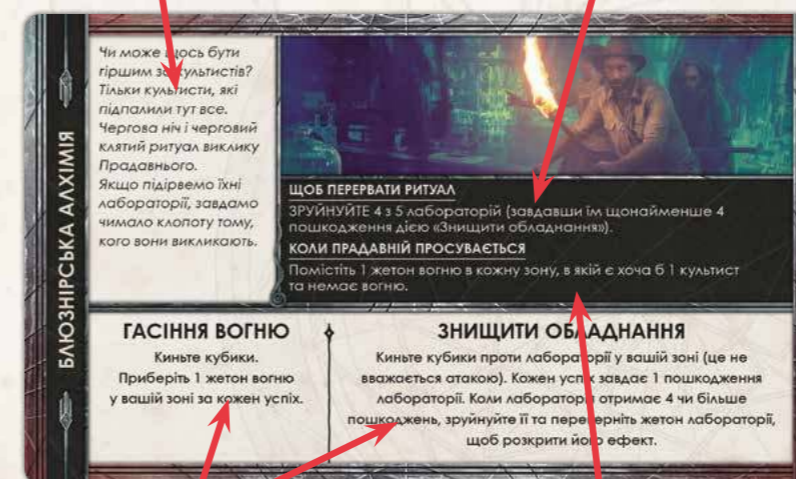 БЛЮЗНІРСЬКА АЛХІМІЯ
Чи може щось бути
гіршим за культистів?
Тільки культисти, які
підпалили тут все.
Чергова ніч і черговий
клятий ритуал виклику
Прадавнього.
Якщо підірвемо їхні
лабораторії, завдамо
чимало клопоту тому,
кого вони викликають.
ЩОБ ПЕРЕРВАТИ РИТУАЛ
ЗРУЙНУЙТЕ 4 з 5 лабораторій (завдавши їм щонайменше 4
пошкодження дією «Знищити обладнання»).
КОЛИ ПРАДАВНІЙ ПРОСУВАЄТЬСЯ
Помістіть 1 жетон вогню в кожну зону, в якій є хоча б 1 культист
та немає вогню.
ГАСІННЯ ВОГНЮ
Киньте кубики.
Приберіть 1 жетон вогню
у вашій зоні за кожен успіх.
ЗНИЩИТИ ОБЛАДНАННЯ
Киньте кубики проти лабораторії у вашій зоні (це не
вважається атакою). Кожен успіх завдає 1 пошкодження
лабораторії. Коли лабораторія отримає 4 чи більше
пошкоджень, зруйнуйте її та переверніть жетон лабораторії,
щоб розкрити його ефект.